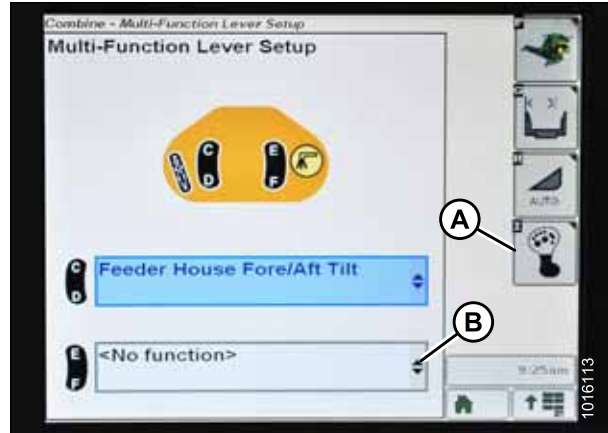 Combine - Multi-Function Lever Setup
Multi-Function Lever Setup
C
D
E
F
C
D
Feeder House Fore/Aft Tilt
E
F
<No function>
AUTO
A
B
9:25am
1016113